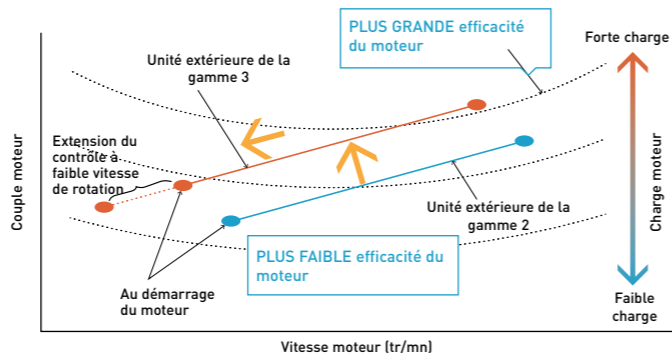 PLUS GRANDE efficacité
du moteur
Forte charge
Unité extérieure de la
gamme 3
Extension du
contrôle à
faible vitesse
de rotation
Couple moteur
Charge moteur
Unité extérieure de la
gamme 2
PLUS FAIBLE efficacité du
moteur
Au démarrage
du moteur
Faible
charge
Vitesse moteur (tr/mn)